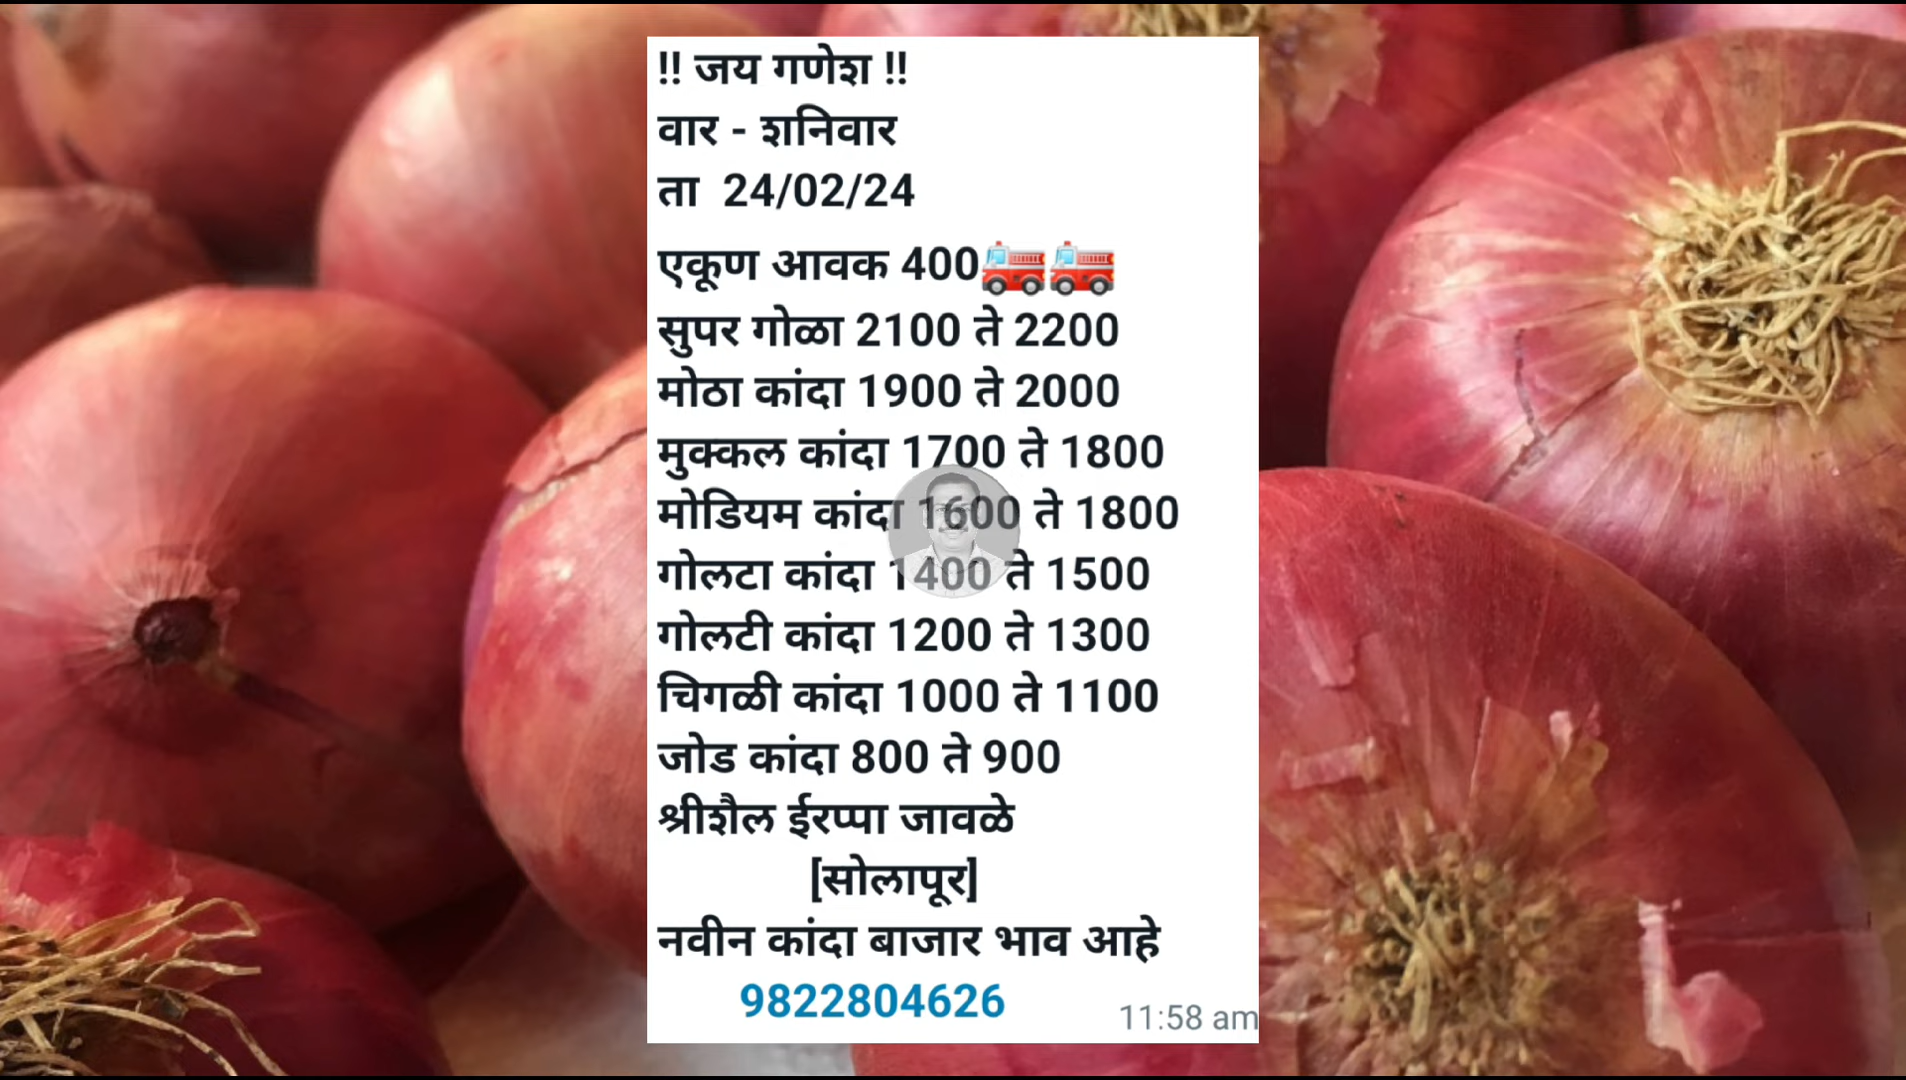 !! जय गणेश !!
वार - शनिवार
ता 24/02/24
एकूण आवक 400🚒🚒
सुपर गोळा 2100 ते 2200
मोठा कांदा 1900 ते 2000
मुक्कल कांदा 1700 ते 1800
मोडियम कांदा 1600 ते 1800
गोलटा कांदा 1400 ते 1500
गोलटी कांदा 1200 ते 1300
चिगळी कांदा 1000 ते 1100
जोड कांदा 800 ते 900
श्रीशैल ईरप्पा जावळे
[सोलापूर]
नवीन कांदा बाजार भाव आहे
9822804626
11:58 am